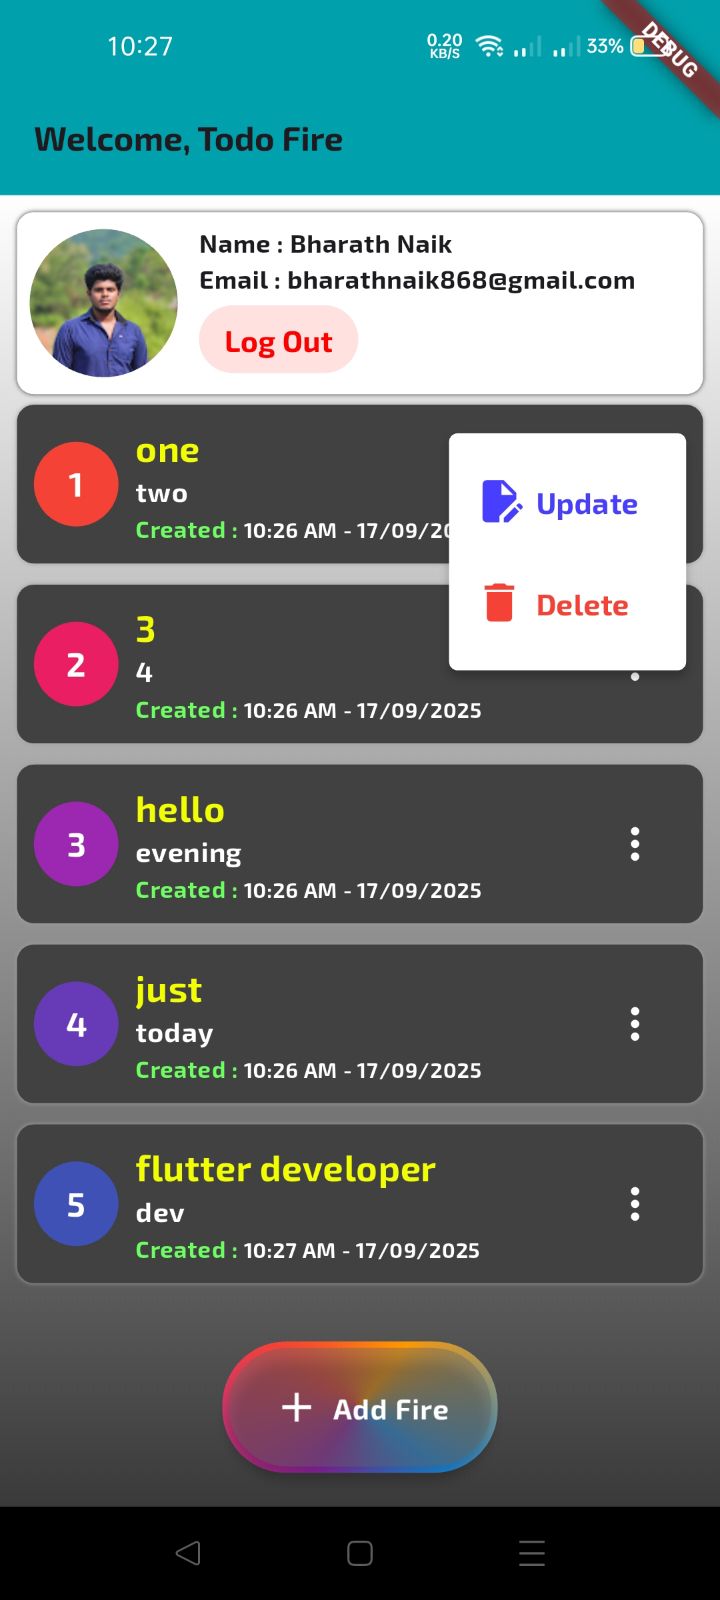 10:27
0.20
KB/S
33%
DEBUG
Welcome, Todo Fire
Name : Bharath Naik
Email : bharathnaik868@gmail.com
Log Out
1
one
two
Created : 10:26 AM - 17/09/20
Update
Delete
2
3
4
Created : 10:26 AM - 17/09/2025
3
hello
evening
Created : 10:26 AM - 17/09/2025
4
just
today
Created : 10:26 AM - 17/09/2025
5
flutter developer
dev
Created : 10:27 AM - 17/09/2025
+ Add Fire